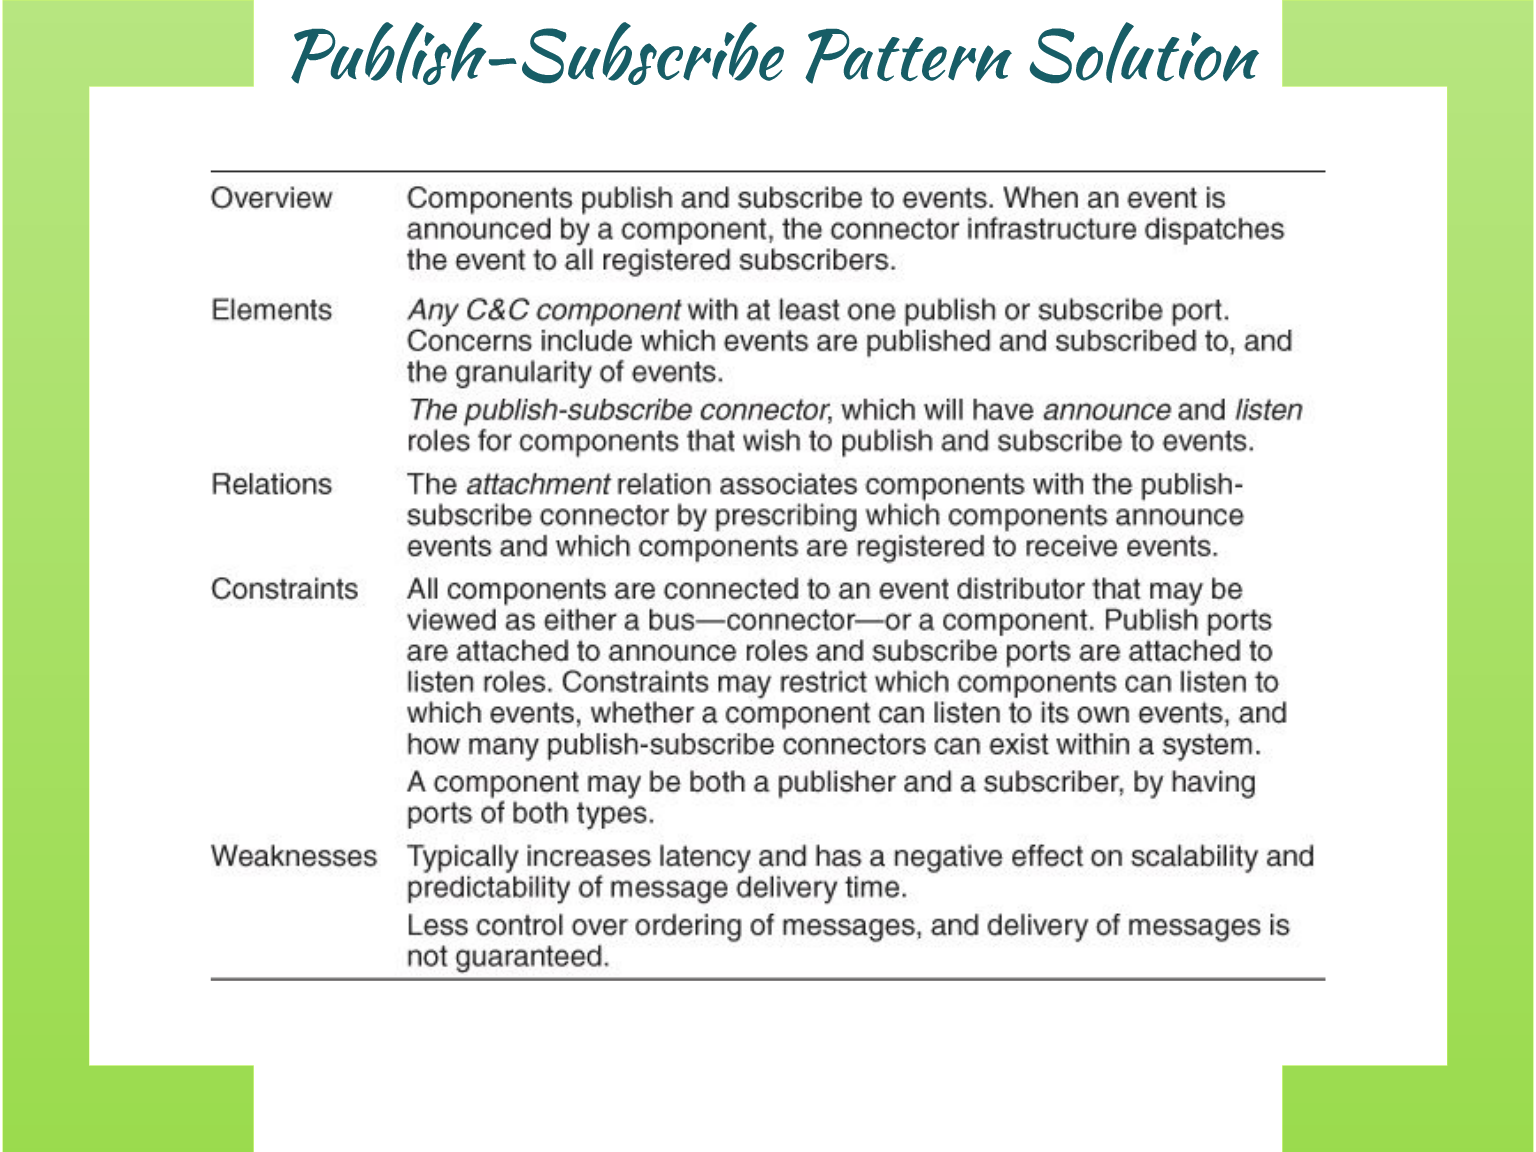 Publish-Subscribe Pattern Solution
Overview
Components publish and subscribe to events. When an event is
announced by a component, the connector infrastructure dispatches
the event to all registered subscribers.
Elements
Any C&C component with at least one publish or subscribe port.
Concerns include which events are published and subscribed to, and
the granularity of events.
The publish-subscribe connector, which will have announce and listen
roles for components that wish to publish and subscribe to events.
Relations
The attachment relation associates components with the publish-
subscribe connector by prescribing which components announce
events and which components are registered to receive events.
Constraints
All components are connected to an event distributor that may be
viewed as either a bus—connector—or a component. Publish ports
are attached to announce roles and subscribe ports are attached to
listen roles. Constraints may restrict which components can listen to
which events, whether a component can listen to its own events, and
how many publish-subscribe connectors can exist within a system.
A component may be both a publisher and a subscriber, by having
ports of both types.
Weaknesses
Typically increases latency and has a negative effect on scalability and
predictability of message delivery time.
Less control over ordering of messages, and delivery of messages is
not guaranteed.